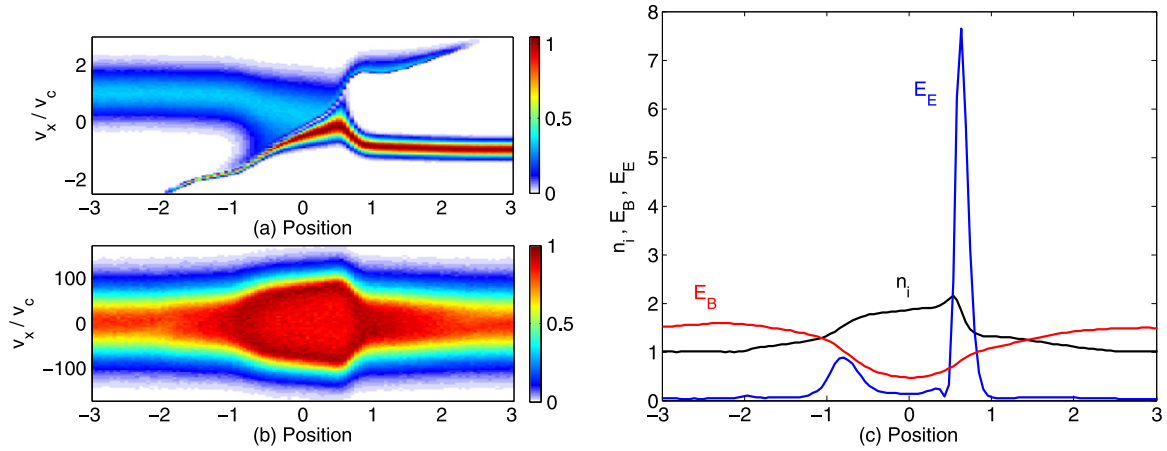 v_x / v_c
2
0
−2
−3 −2 −1 0 1 2 3
(a) Position
1
0.5
0
v_x / v_c
100
0
−100
−3 −2 −1 0 1 2 3
(b) Position
1
0.5
0
n_i , E_B , E_E
8
7
6
5
4
3
2
1
0
E_E
n_i
E_B
−3 −2 −1 0 1 2 3
(c) Position